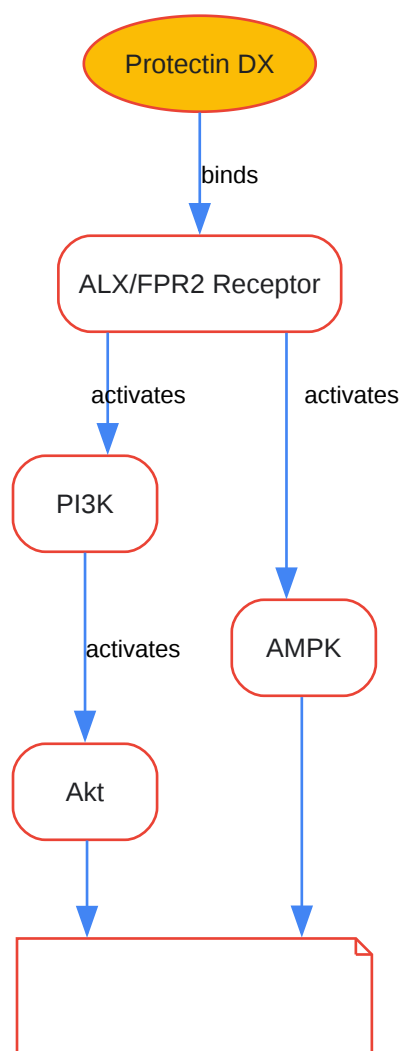 Protectin DX
binds
ALX/FPR2 Receptor
activates
activates
PI3K
activates
AMPK
Akt